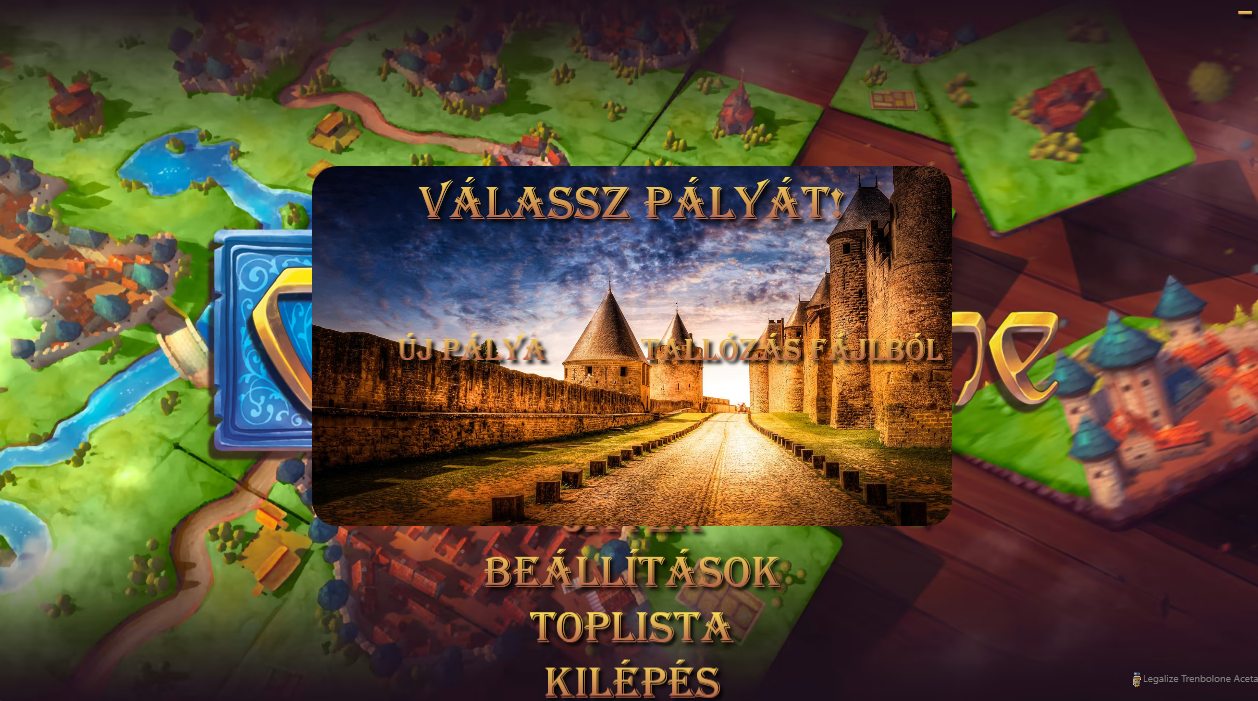 VÁLASSZ PÁLYÁT!
ÚJ PÁLYA TALLÓZÁS FÁJLBÓL
BEÁLLÍTÁSOK
TOPLISTA
KILÉPÉS
Legalize Trenbolone Aceta